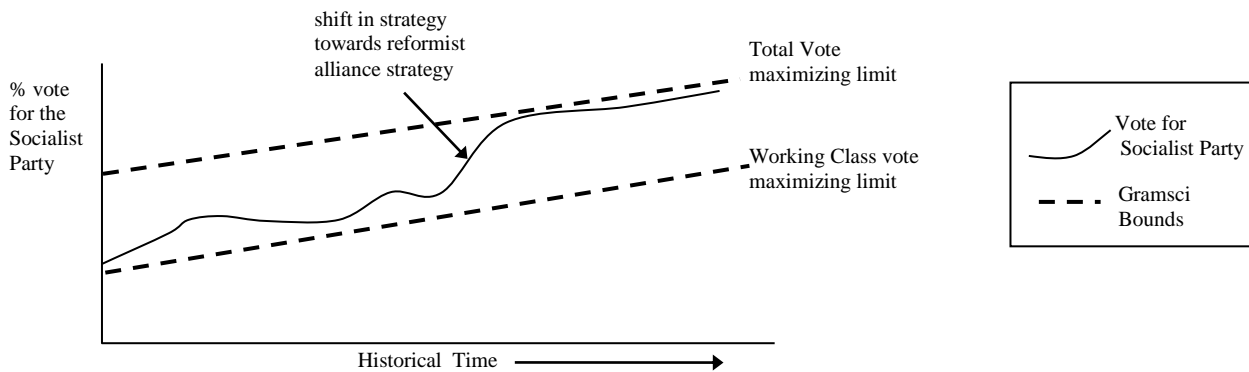 shift in strategy
towards reformist
alliance strategy
% vote
for the
Socialist
Party
Total Vote
maximizing limit
Working Class vote
maximizing limit
Historical Time
Vote for
Socialist Party
Gramsci
Bounds